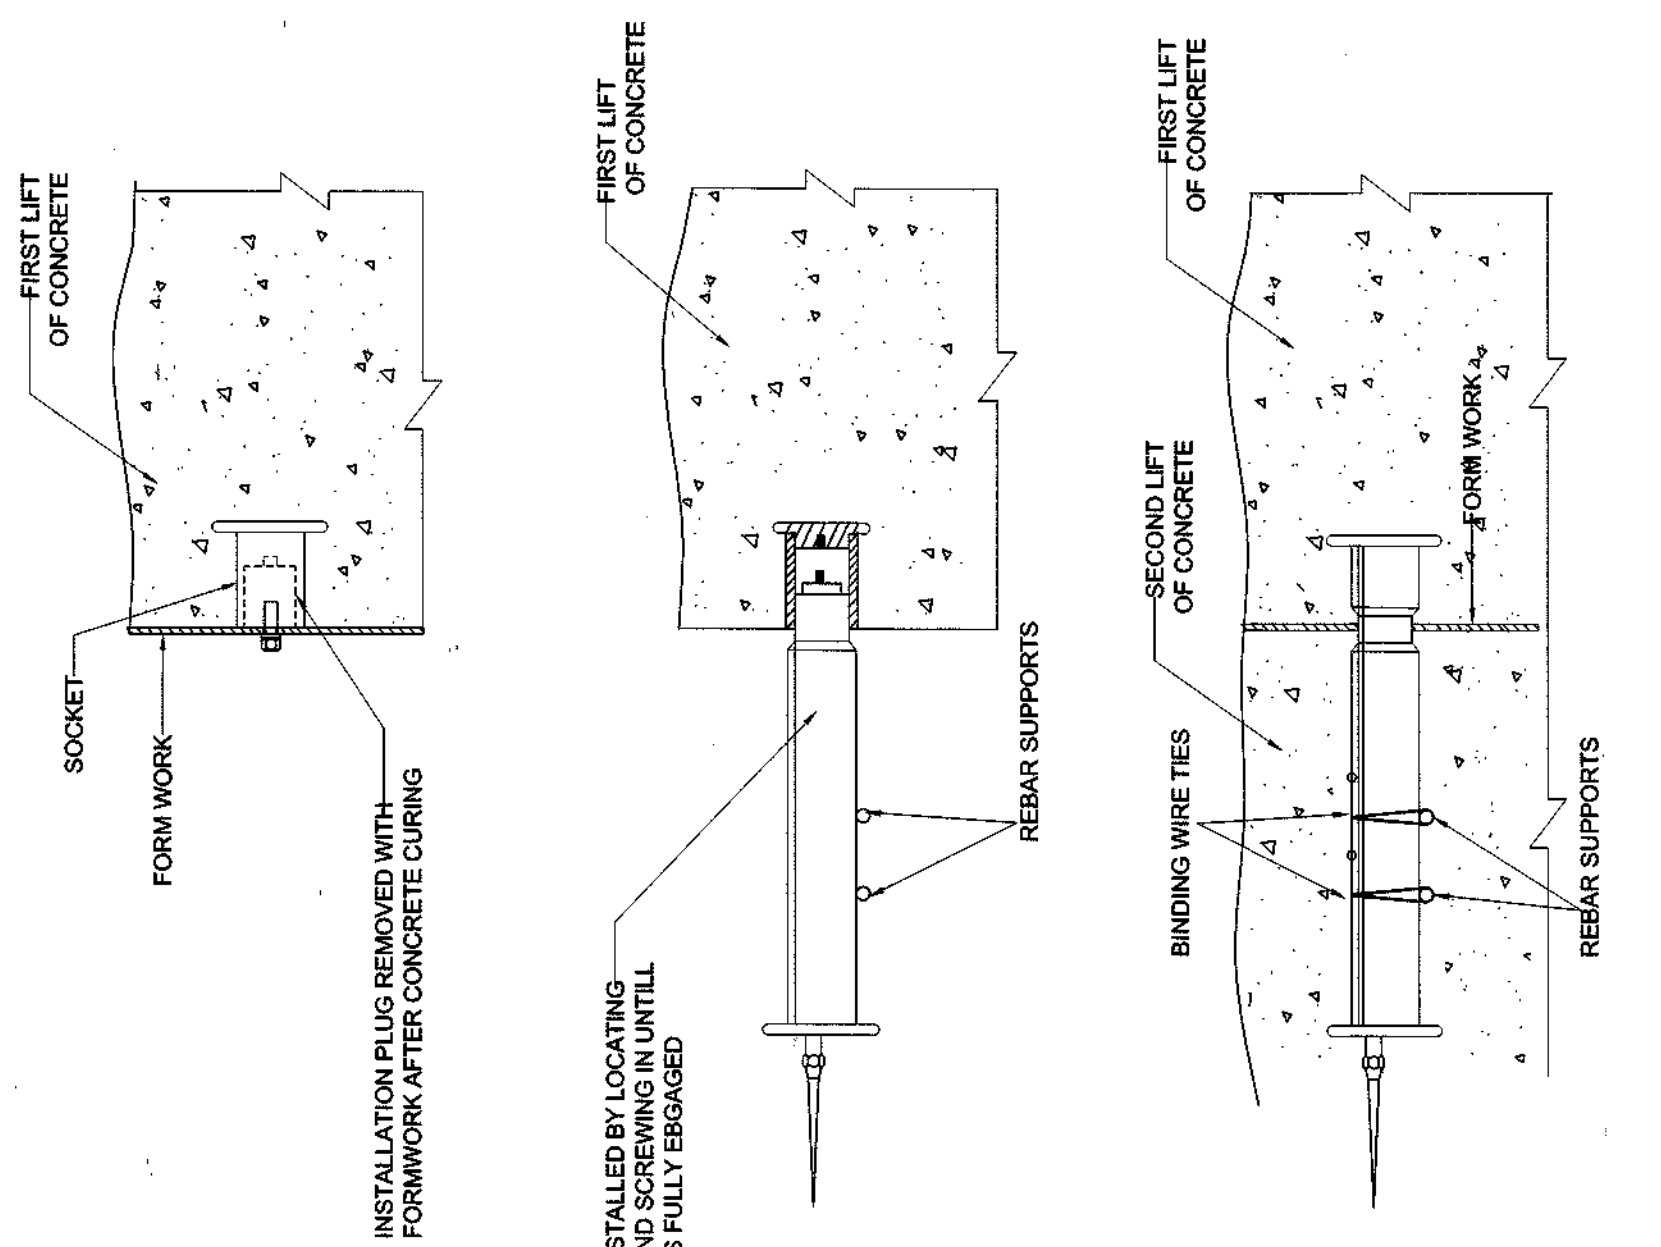 FIRST LIFT
OF CONCRETE
SOCKET
FORM WORK
INSTALLATION PLUG REMOVED WITH
FORMWORK AFTER CONCRETE CURING
FIRST LIFT
OF CONCRETE
STALLED BY LOCATING
ND SCREWING IN UNTILL
S FULLY EBGAGED
REBAR SUPPORTS
FIRST LIFT
OF CONCRETE
SECOND LIFT
OF CONCRETE
FORM WORK
BINDING WIRE TIES
REBAR SUPPORTS